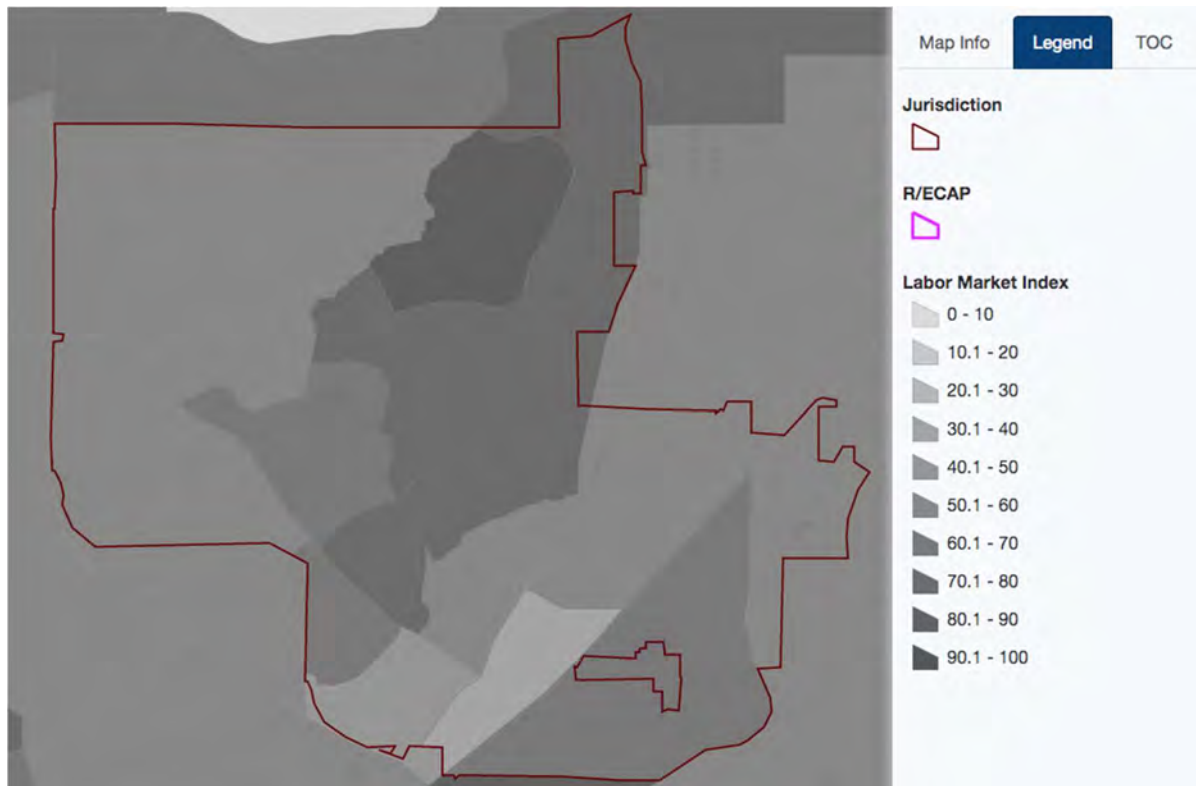 Map Info Legend TOC
Jurisdiction
R/ECAP
Labor Market Index
0 - 10
10.1 - 20
20.1 - 30
30.1 - 40
40.1 - 50
50.1 - 60
60.1 - 70
70.1 - 80
80.1 - 90
90.1 - 100